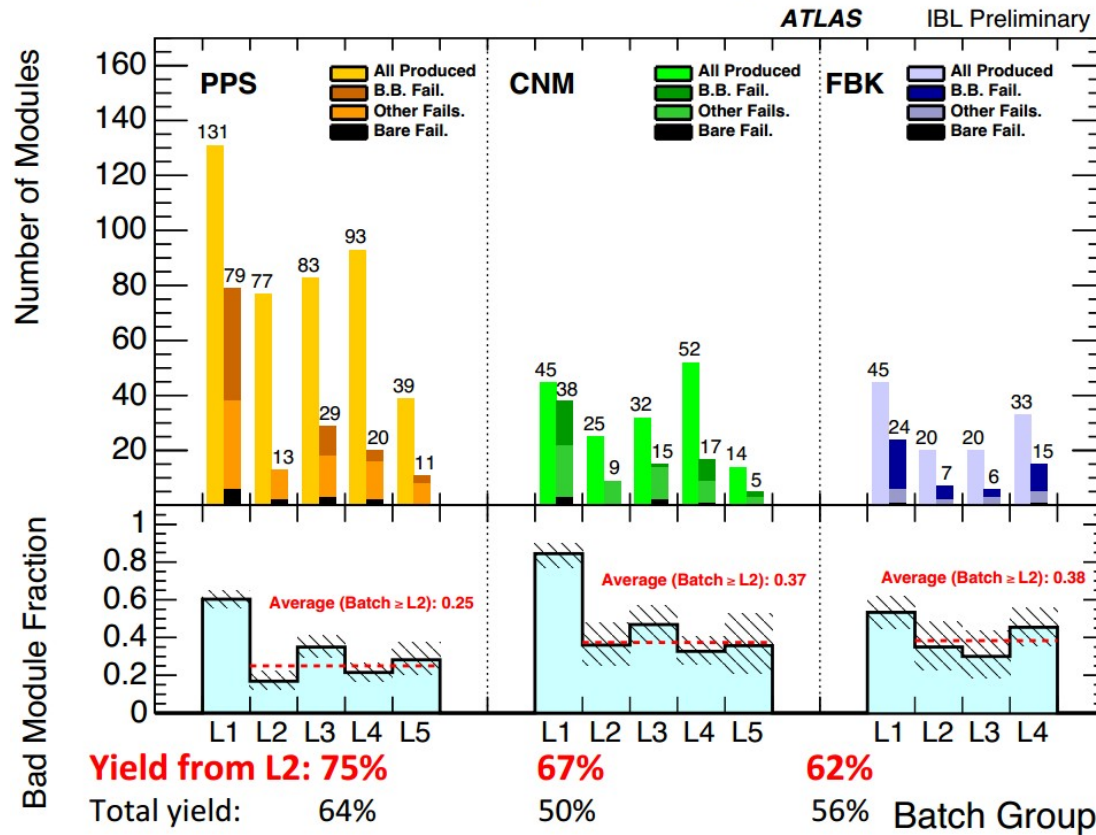 ATLAS IBL Preliminary
Number of Modules
160
140
120
100
80
60
40
20
PPS
All Produced
B.B. Fail.
Other Fails.
Bare Fail.
131
79
77
13
83
29
93
20
39
11
CNM
All Produced
B.B. Fail.
Other Fails.
Bare Fail.
45
38
25
9
32
15
52
17
14
5
FBK
All Produced
B.B. Fail.
Other Fails.
Bare Fail.
45
24
20
7
20
6
33
15
Bad Module Fraction
1
0.8
0.6
0.4
0.2
0
Average (Batch ≥ L2): 0.25
Average (Batch ≥ L2): 0.37
Average (Batch ≥ L2): 0.38
L1 L2 L3 L4 L5 L1 L2 L3 L4 L5 L1 L2 L3 L4
Yield from L2: 75% 67% 62%
Total yield: 64% 50% 56% Batch Group